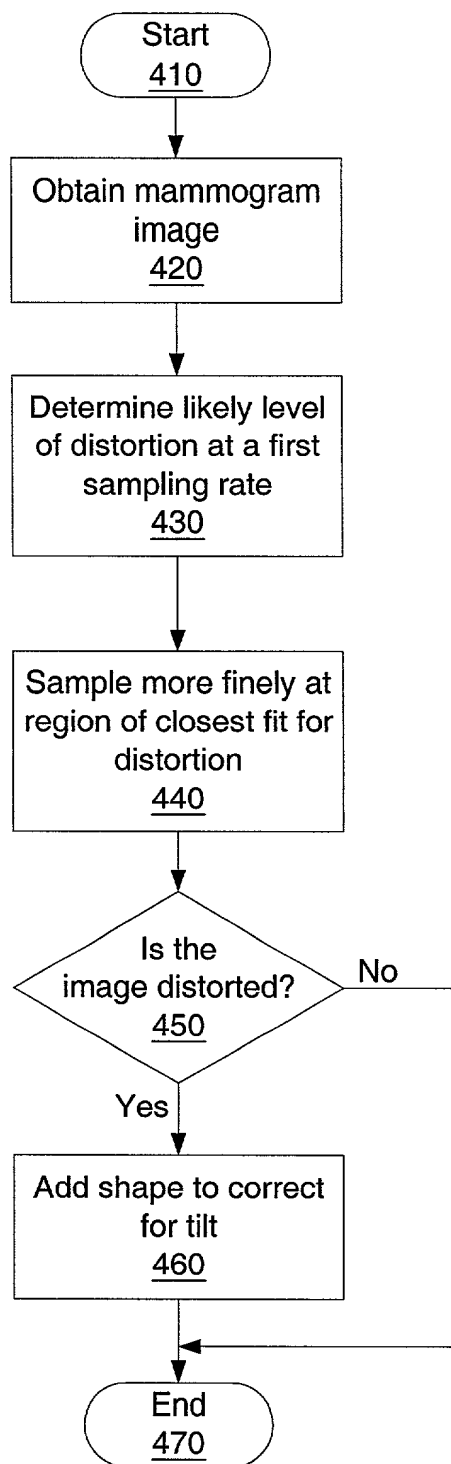 Start
410
Obtain mammogram
image
420
Determine likely level
of distortion at a first
sampling rate
430
Sample more finely at
region of closest fit for
distortion
440
Is the
image distorted?
450
No
Yes
Add shape to correct
for tilt
460
End
470